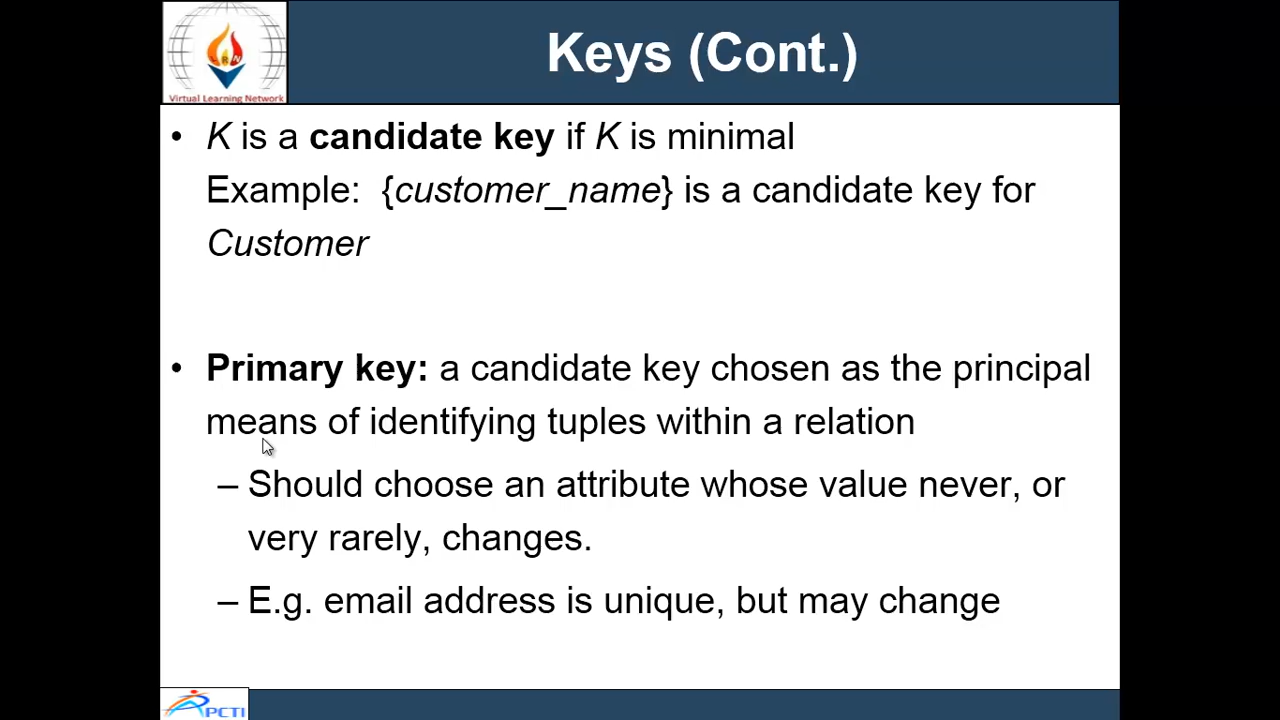 Keys (Cont.)
LRN
Virtual Learning Network
• K is a candidate key if K is minimal
Example: {customer_name} is a candidate key for
Customer
• Primary key: a candidate key chosen as the principal
means of identifying tuples within a relation
– Should choose an attribute whose value never, or
very rarely, changes.
– E.g. email address is unique, but may change
PCTI